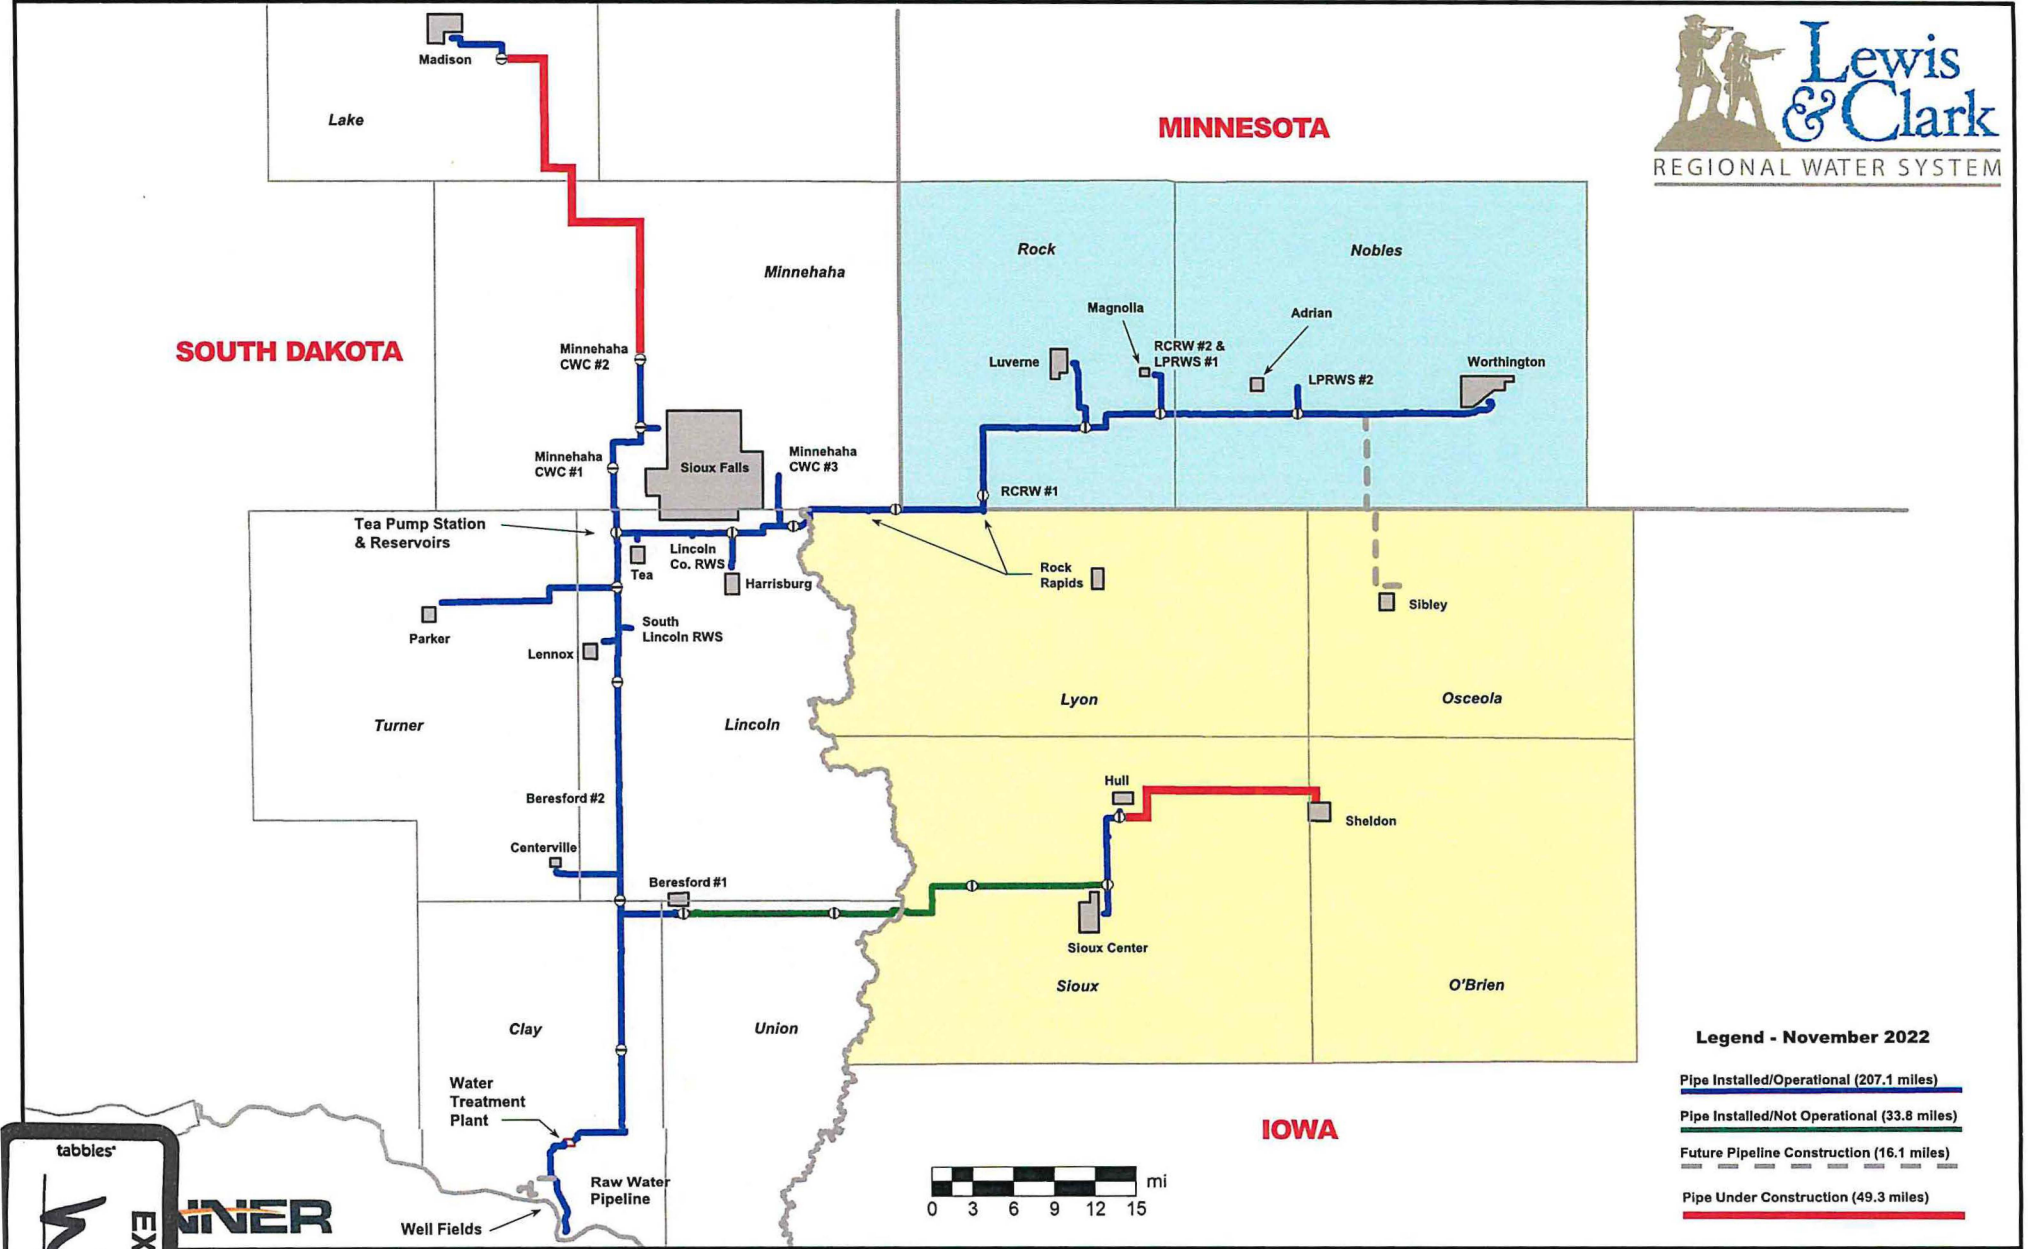 Madison
Lake
MINNESOTA
Lewis
& Clark
REGIONAL WATER SYSTEM
Rock
Nobles
Minnehaha
SOUTH DAKOTA
Minnehaha
CWC #2
Magnolia
Adrian
Luverne
RCRW #2 &
LPRWS #1
Worthington
LPRWS #2
Minnehaha
CWC #1
Sioux Falls
Minnehaha
CWC #3
RCRW #1
Tea Pump Station
& Reservoirs
Tea
Lincoln
Co. RWS
Harrisburg
Rock
Rapids
Sibley
Parker
South
Lincoln RWS
Lennox
Turner
Lincoln
Lyon
Osceola
Beresford #2
Hull
Sheldon
Centerville
Beresford #1
Sioux Center
Sioux
O'Brien
Clay
Union
Water
Treatment
Plant
Raw Water
Pipeline
Well Fields
IOWA
Legend - November 2022
Pipe Installed/Operational (207.1 miles)
Pipe Installed/Not Operational (33.8 miles)
Future Pipeline Construction (16.1 miles)
Pipe Under Construction (49.3 miles)
mi
0 3 6 9 12 15
tabbies®
EX
NNER